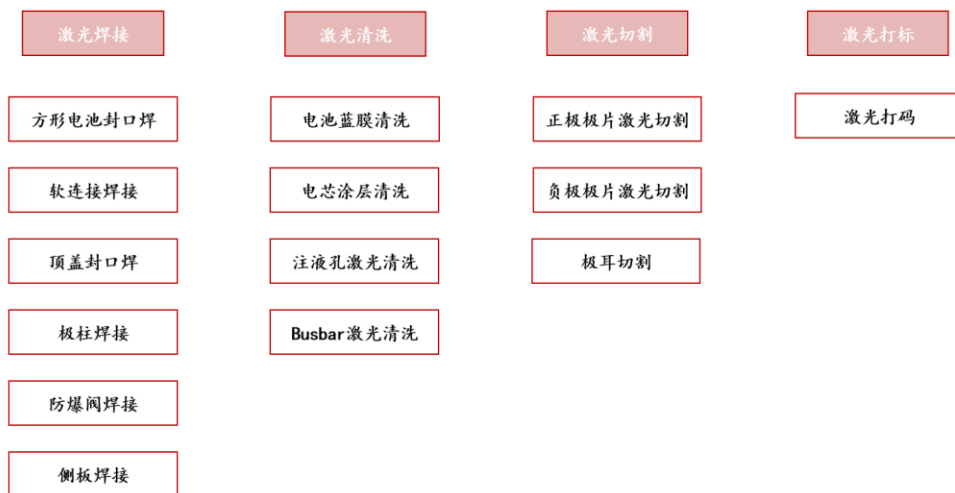 激光焊接
激光清洗
激光切割
激光打标
方形电池封口焊
电池蓝膜清洗
正极极片激光切割
激光打码
软连接焊接
电芯涂层清洗
负极极片激光切割
顶盖封口焊
注液孔激光清洗
极耳切割
极柱焊接
Busbar激光清洗
防爆阀焊接
侧板焊接